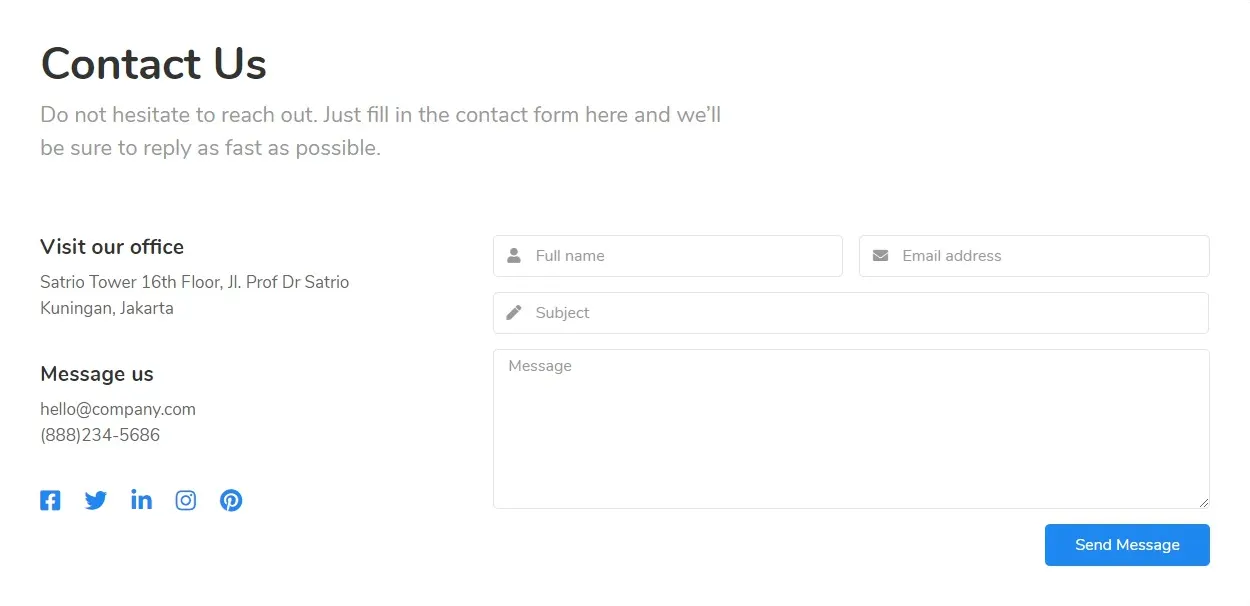 Contact Us
Do not hesitate to reach out. Just fill in the contact form here and we’ll
be sure to reply as fast as possible.
Visit our office
Satrio Tower 16th Floor, Jl. Prof Dr Satrio
Kuningan, Jakarta
Message us
hello@company.com
(888)234-5686
Full name
Email address
Subject
Message
Send Message